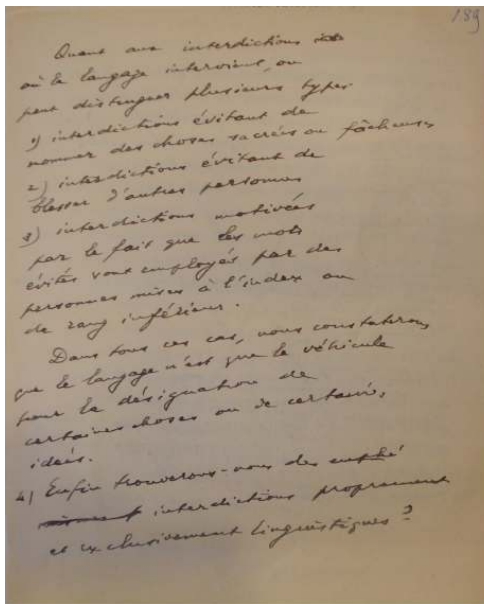 189
Quant aux interdictions
où le langage intervient, on
peut distinguer plusieurs types
1) interdictions évitant de
nommer des choses sacrées ou fâcheuses
2) interdictions évitant de
blesser d'autres personnes
3) interdictions motivées
par le fait que les mots
évités sont employés par des
personnes mises à l'index ou
de rang inférieur.
Dans tous ces cas, nous constaterons
que le langage n'est que le véhicule
pour la désignation de
certaines choses ou de certaines
idées.
4) Enfin trouverons-nous des
interdictions proprement
et exclusivement linguistiques ?